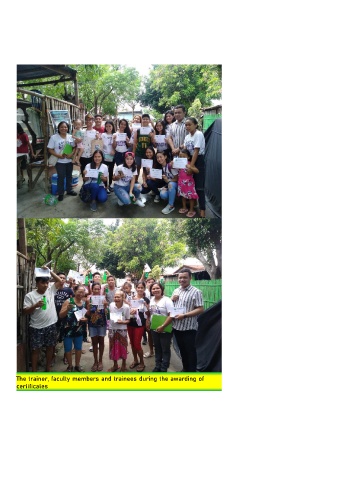 The trainer, faculty members and trainees during the awarding of
certificates